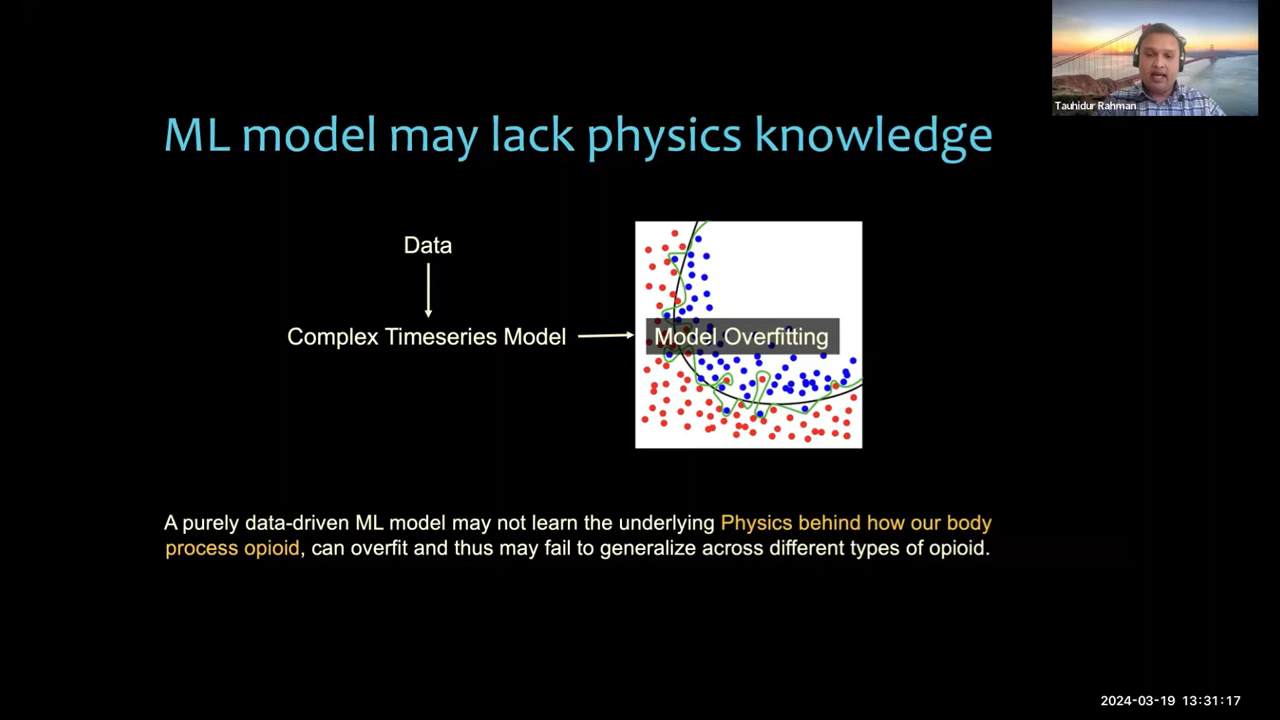 Tauhidur Rahman
ML model may lack physics knowledge
Data
Complex Timeseries Model
Model Overfitting
A purely data-driven ML model may not learn the underlying Physics behind how our body
process opioid, can overfit and thus may fail to generalize across different types of opioid.
2024-03-19 13:31:17